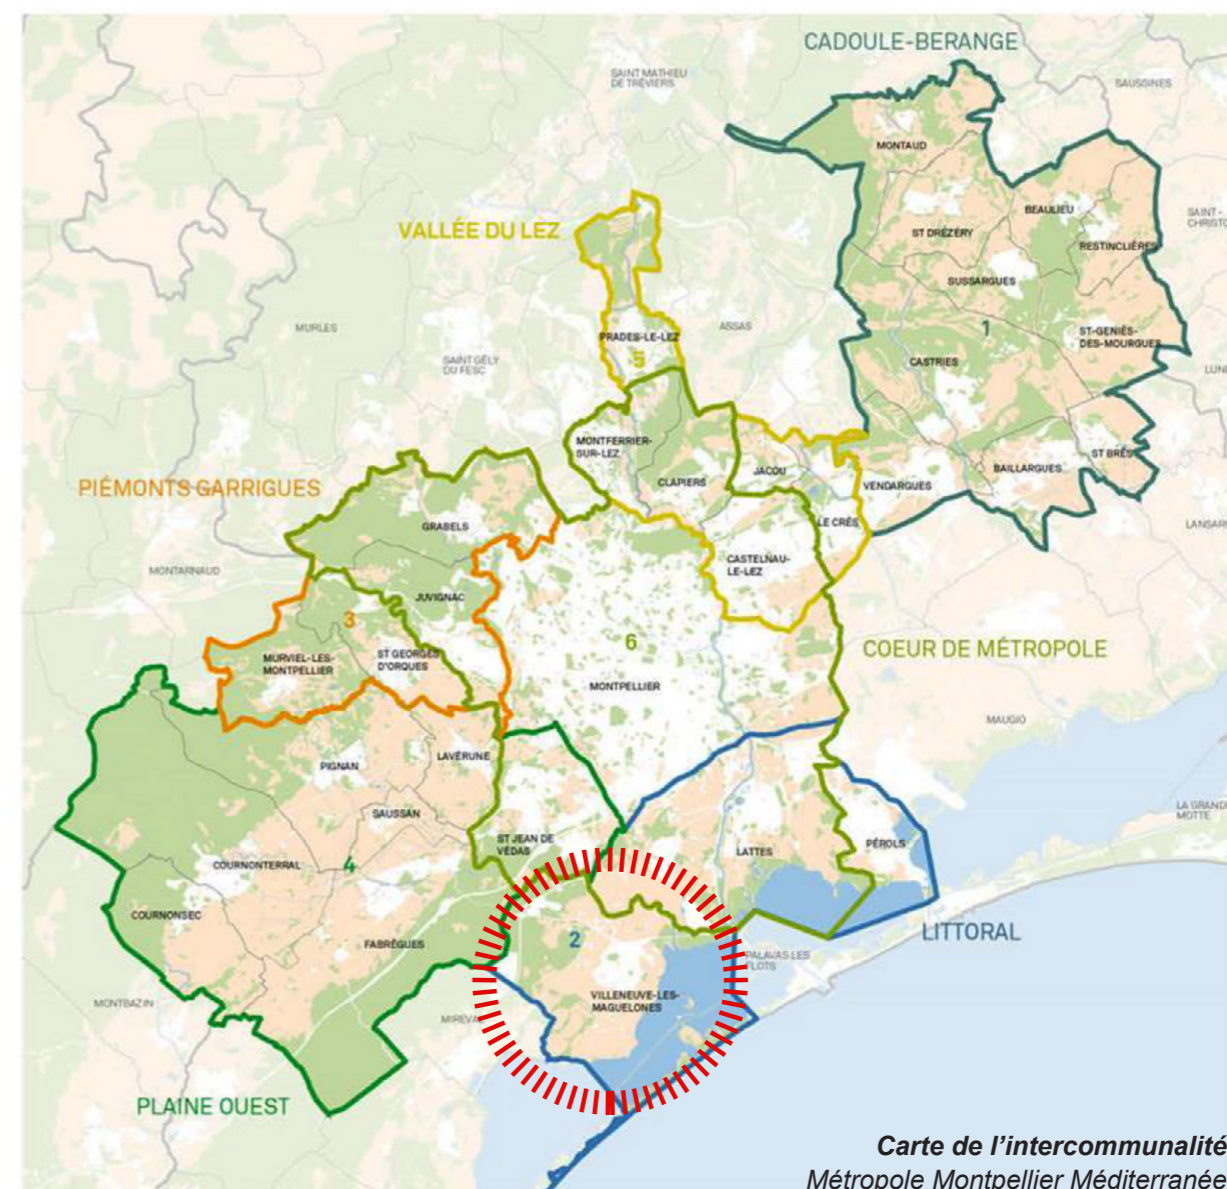 CADOULE-BERANGE
SAINT MATHIEU
DE TRÉVIERS
SAUSSINES
MONTAUD
BEAULIEU
SAINT-
VALLÉE DU LEZ
ST DRÉZÉRY
RESTINCLIÈRES
SUSSARGUES
MURLES
PRADES-LE-LEZ
ASSAS
1
ST-GENIÈS-
DES-MOURGUES
5
SAINT GÉLY
DU FESC
CASTRIES
MONTFERRIER-
SUR-LEZ
JACOU
BAILLARGUES
ST BRÈS
CLAPIERS
VENDARGUES
PIÉMONTS GARRIGUES
GRABELS
LE CRÈS
CASTELNAU-
LE-LEZ
MONTARNAUD
JUVIGNAC
3
6
COEUR DE MÉTROPOLE
MURVIEL-LES-
MONTPELLIER
ST GEORGES
D'ORQUES
MONTPELLIER
MAUGIO
PIGNAN
LAVÉRUNE
SAUSSAN
LA GRANDE
MOTTE
ST JEAN DE
VÉDAS
LATTES
PÉROLS
COURNONTERRAL
4
COURNONSEC
FABRÈGUES
2
LITTORAL
PALAVAS LES
FLOTS
MONTBAZIN
VILLENEUVE-LES-
MAGUELONES
MIREVAL
PLAINE OUEST
Carte de l'intercommunalité
Métropole Montpellier Méditerranée